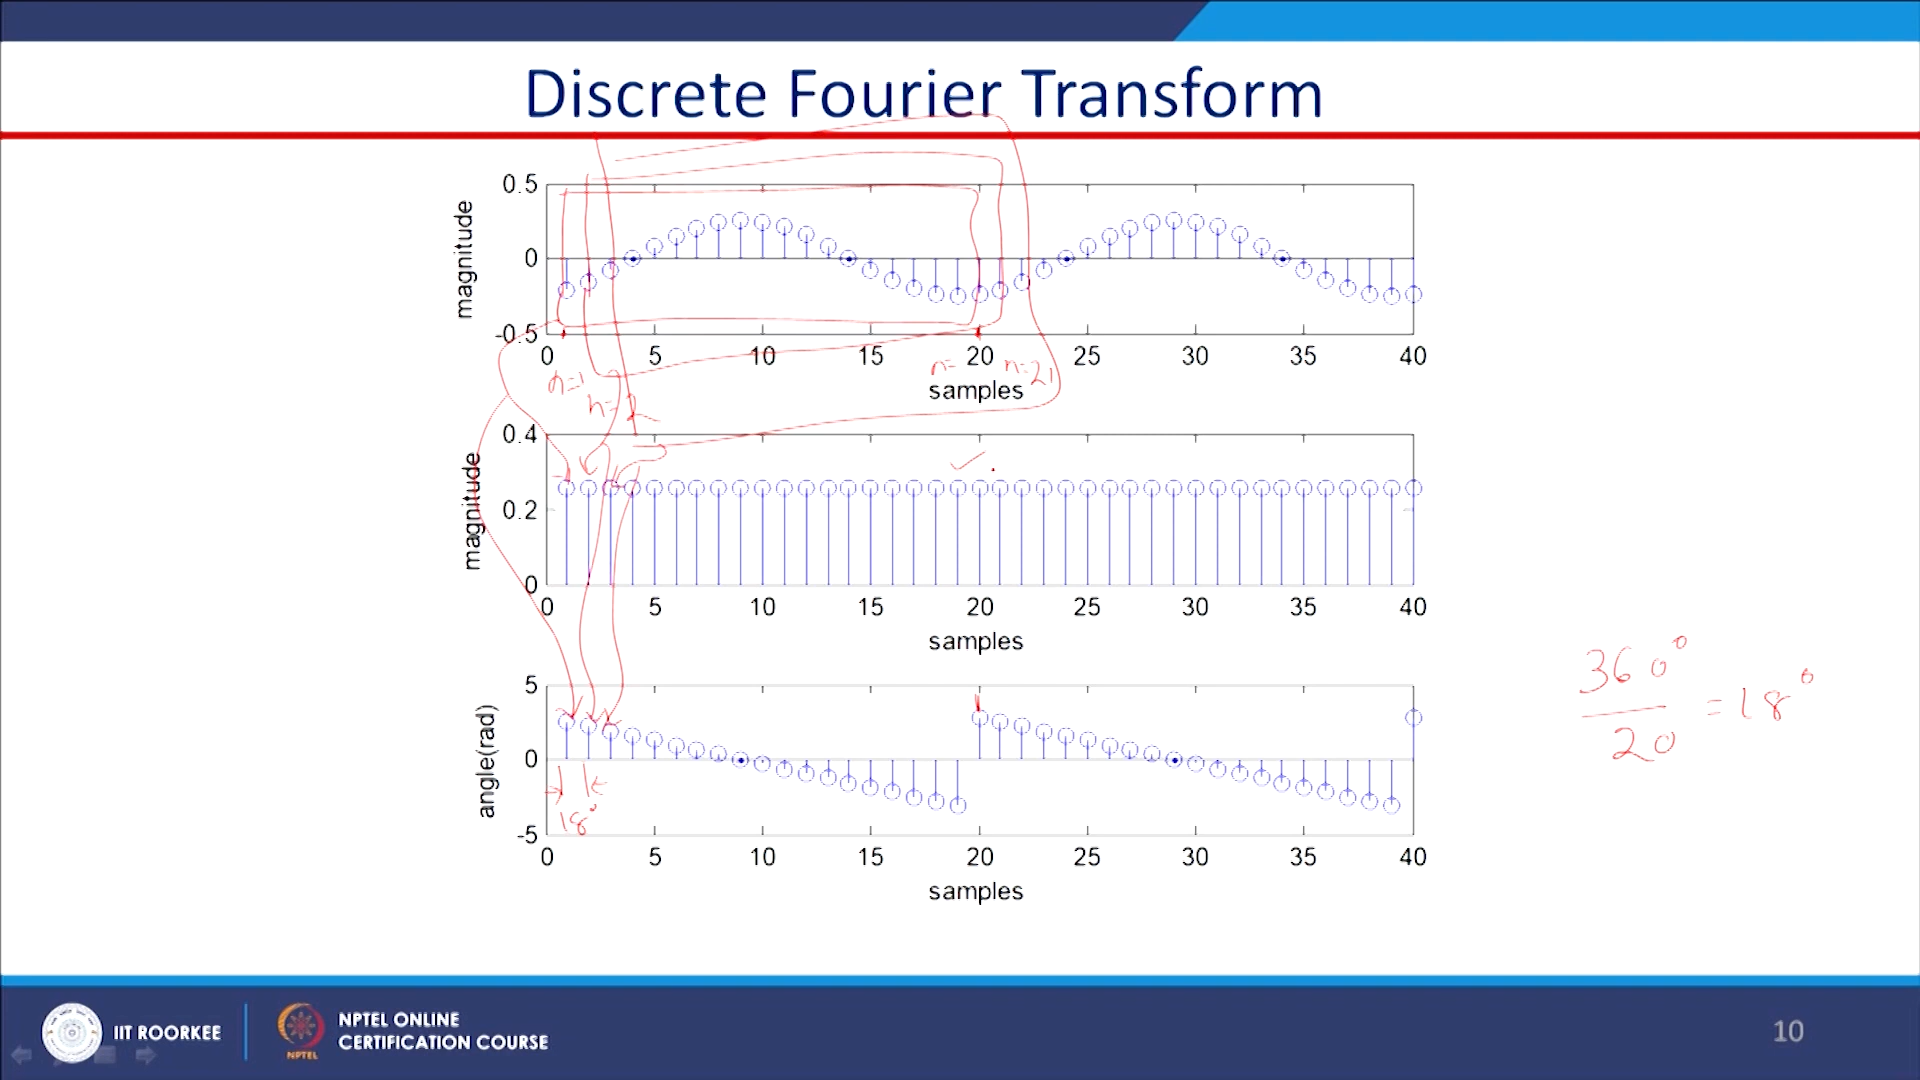 Discrete Fourier Transform
0.5
0
-0.5
magnitude
0 5 10 15 20 25 30 35 40
n=1 n= n=21
samples
n=2
0.4
0.2
0
magnitude
0 5 10 15 20 25 30 35 40
samples
360°
20
=18°
5
0
-5
angle(rad)
18°
0 5 10 15 20 25 30 35 40
samples
IIT ROORKEE
NPTEL
NPTEL ONLINE
CERTIFICATION COURSE
10